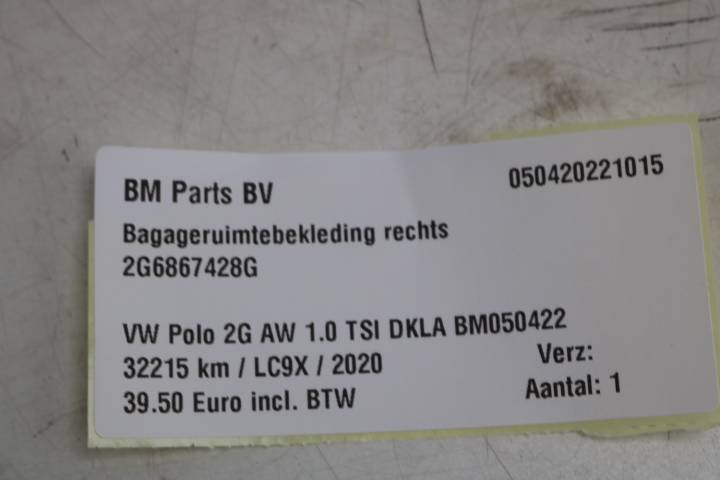 BM Parts BV 050420221015
Bagageruimtebekleding rechts
2G6867428G
VW Polo 2G AW 1.0 TSI DKLA BM050422
32215 km / LC9X / 2020 Verz:
39.50 Euro incl. BTW Aantal: 1